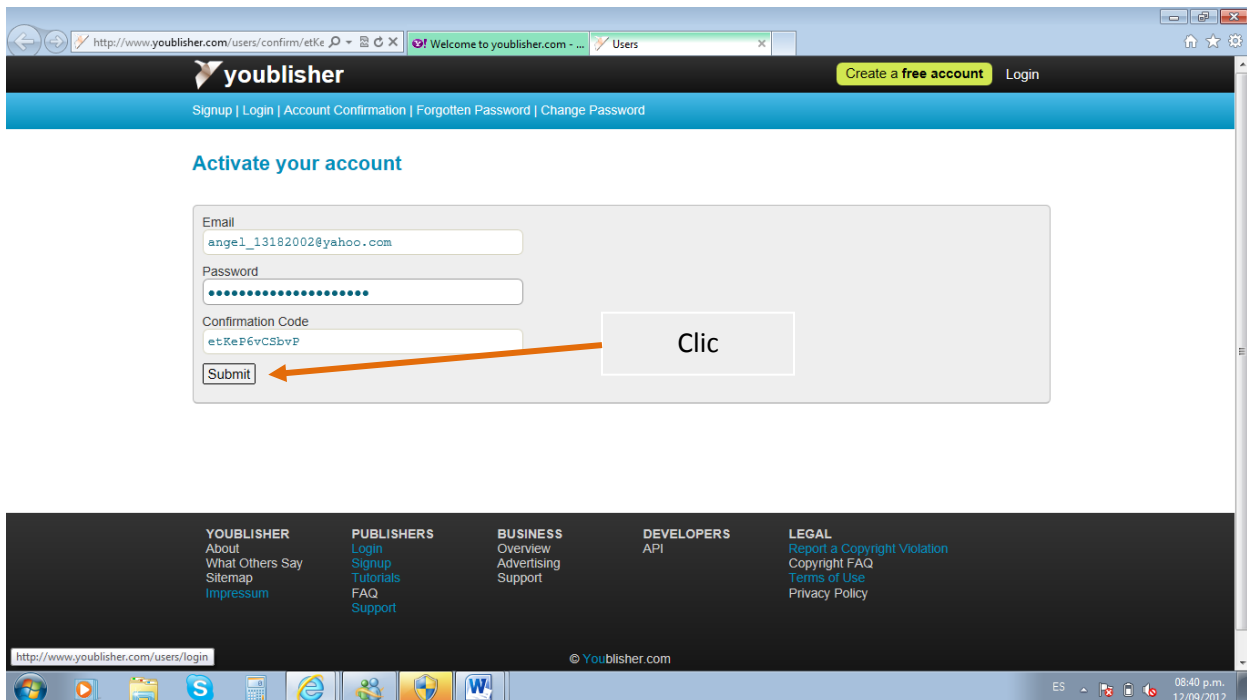 http://www.youblisher.com/users/confirm/etKe
Welcome to youblisher.com - ...
Users
youblisher
Create a free account
Login
Signup | Login | Account Confirmation | Forgotten Password | Change Password
Activate your account
Email
angel_13182002@yahoo.com
Password
•••••••••••••••••••••
Confirmation Code
etKeP6vCSbvP
Clic
Submit
YOUBLISHER
About
What Others Say
Sitemap
Impressum
PUBLISHERS
Login
Signup
Tutorials
FAQ
Support
BUSINESS
Overview
Advertising
Support
DEVELOPERS
API
LEGAL
Report a Copyright Violation
Copyright FAQ
Terms of Use
Privacy Policy
http://www.youblisher.com/users/login
© Youblisher.com
ES
08:40 p.m.
12/09/2012